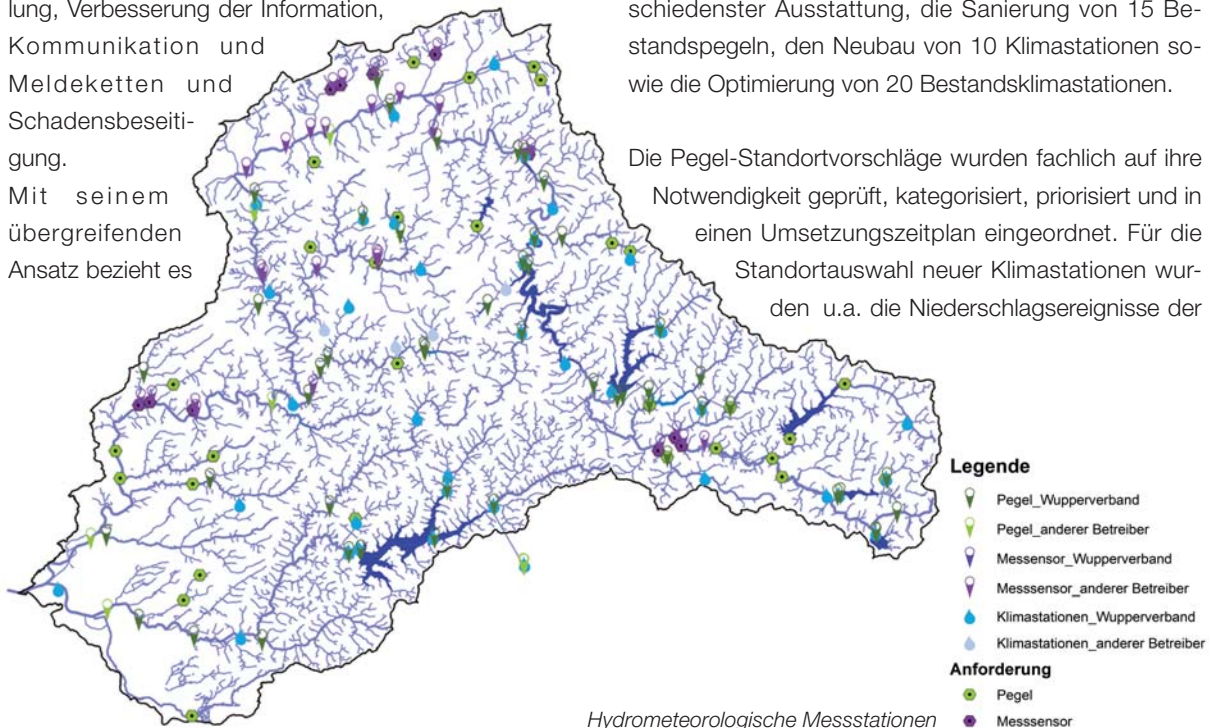 lung, Verbesserung der Information,
Kommunikation und
Meldeketten und
Schadensbeseiti-
gung.
Mit seinem
übergreifenden
Ansatz bezieht es
schiedenster Ausstattung, die Sanierung von 15 Be-
standspegeln, den Neubau von 10 Klimastationen so-
wie die Optimierung von 20 Bestandsklimastationen.
Die Pegel-Standortvorschläge wurden fachlich auf ihre
Notwendigkeit geprüft, kategorisiert, priorisiert und in
einen Umsetzungszeitplan eingeordnet. Für die
Standortauswahl neuer Klimastationen wur-
den u.a. die Niederschlagsereignisse der
Legende
Pegel_Wupperverband
Pegel_anderer Betreiber
Messensor_Wupperverband
Messsensor_anderer Betreiber
Klimastationen_Wupperverband
Klimastationen_anderer Betreiber
Anforderung
Pegel
Messsensor
Hydrometeorologische Messstationen